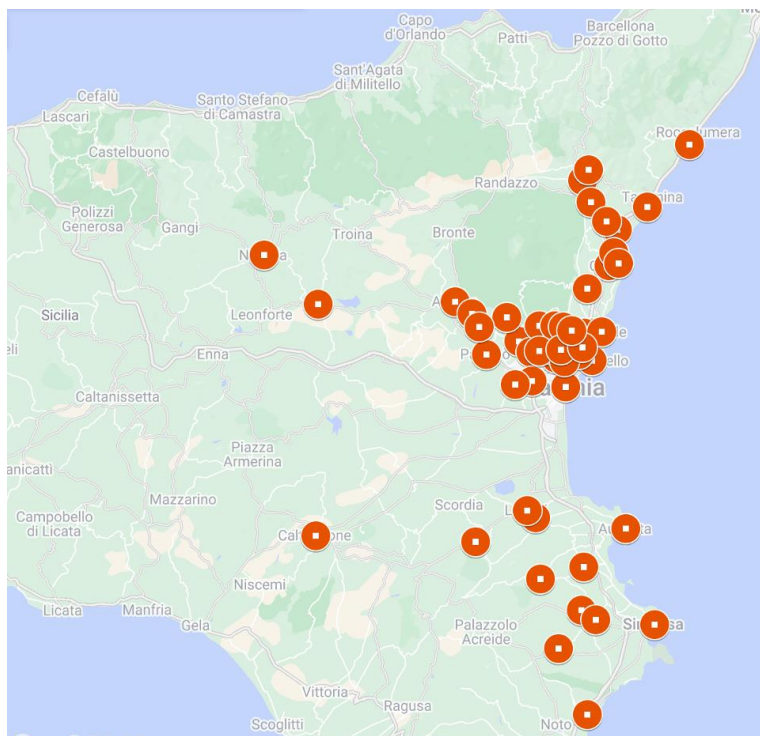 Capo
d'Orlando
Patti
Barcellona
Pozzo di Gotto
Sant'Agata
di Militello
Cefalù
Lascari
Santo Stefano
di Camastra
Castelbuono
Randazzo
Polizzi
Generosa
Gangi
Troina
Bronte
Sicilia
Leonforte
Enna
Caltanissetta
Piazza
Armerina
Mazzarino
Scordia
Campobello
di Licata
Niscemi
Licata
Manfria
Gela
Palazzolo
Acreide
Vittoria
Ragusa
Scoglitti
Noto